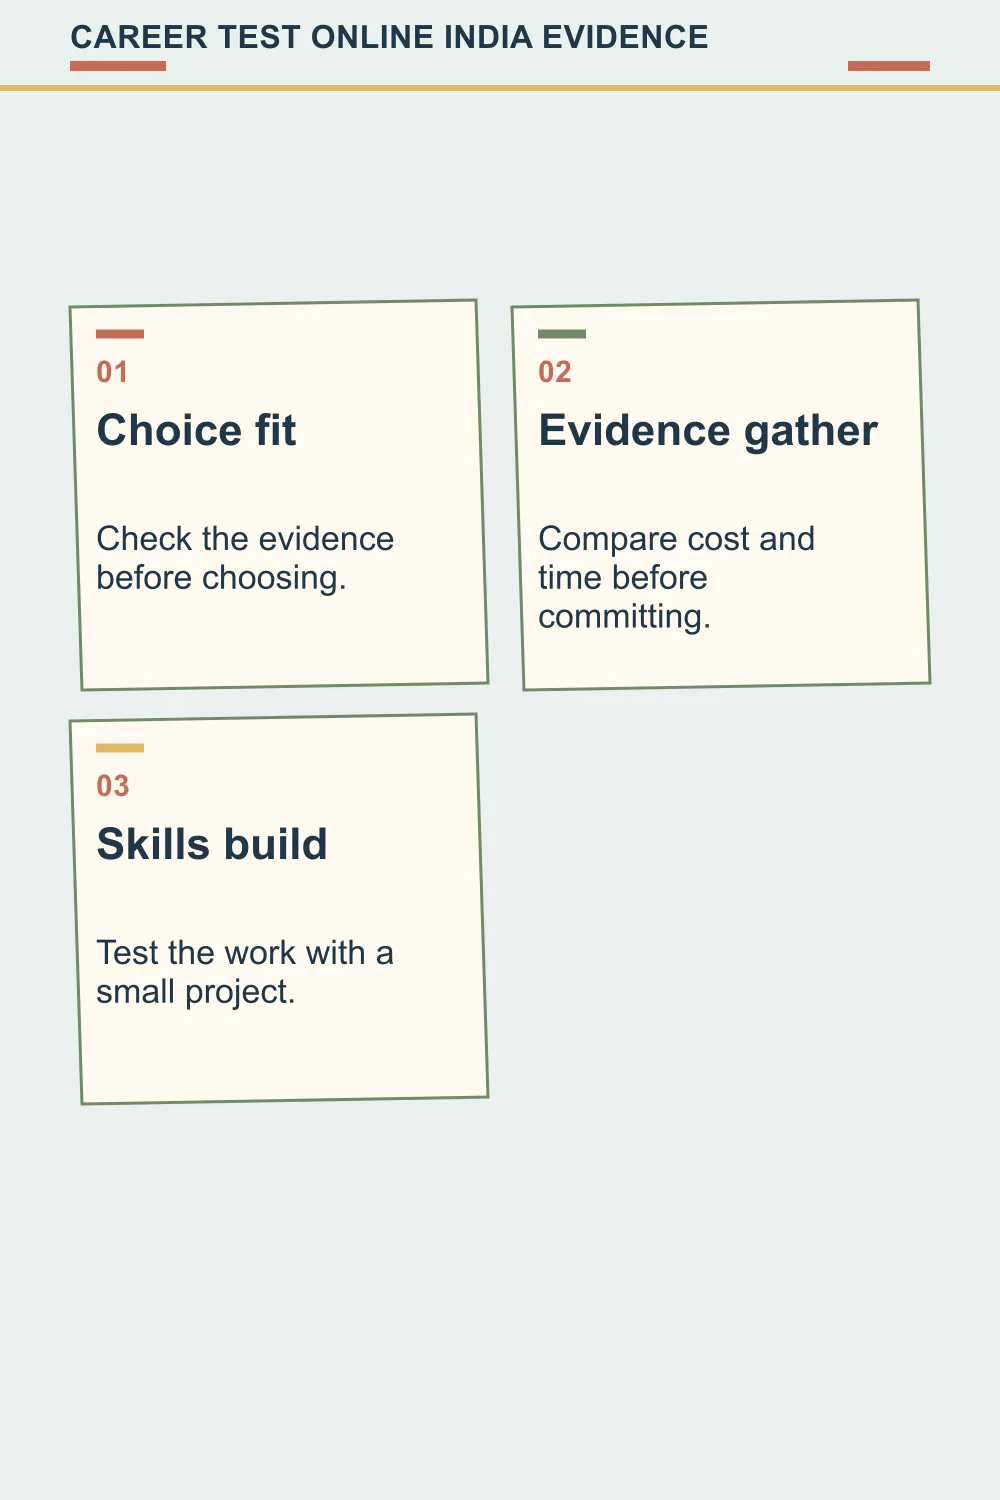 CAREER TEST ONLINE INDIA EVIDENCE
01
Choice fit
Check the evidence
before choosing.
02
Evidence gather
Compare cost and
time before
committing.
03
Skills build
Test the work with a
small project.